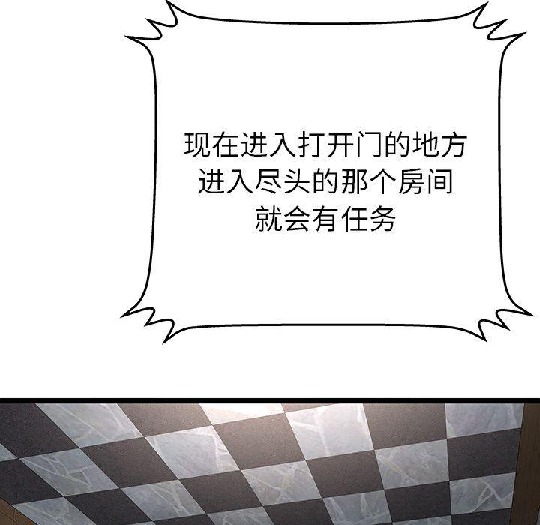 现在进入打开门的地方
进入尽头的那个房间
就会有任务